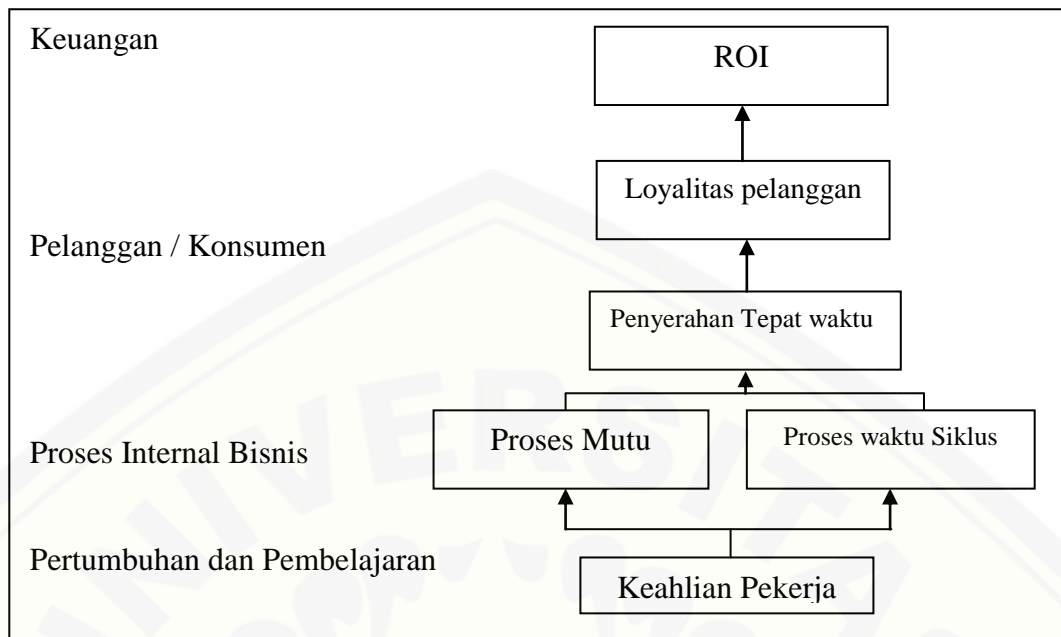 Keuangan
ROI
Loyalitas pelanggan
Pelanggan / Konsumen
Penyerahan Tepat waktu
Proses Mutu
Proses waktu Siklus
Proses Internal Bisnis
Pertumbuhan dan Pembelajaran
Keahlian Pekerja
UNIVERSITA